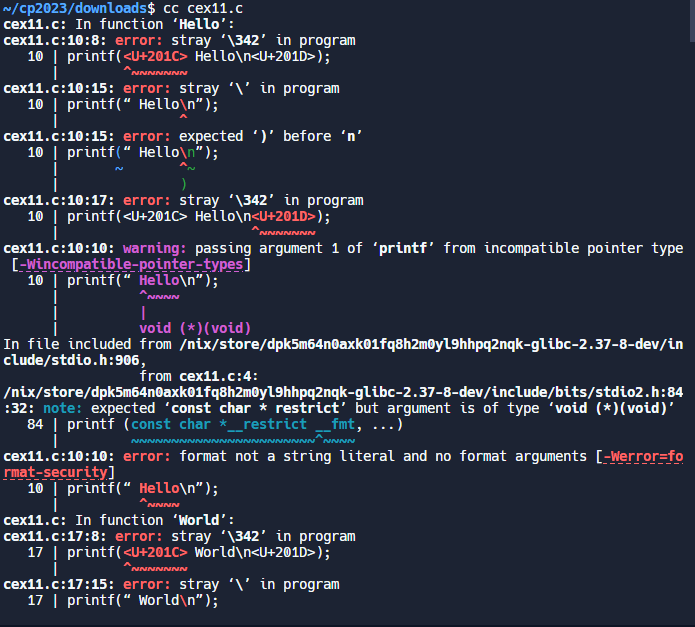 ~/cp2023/downloads$ cc cex11.c
cex11.c: In function ‘Hello’:
cex11.c:10:8: error: stray ‘\342’ in program
   10 | printf(<U+201C> Hello\n<U+201D>);
      |        ^~~~~~~~
cex11.c:10:15: error: stray ‘\’ in program
   10 | printf(“ Hello\n”);
      |               ^
cex11.c:10:15: error: expected ‘)’ before ‘n’
   10 | printf(“ Hello\n”);
      |       ~       ^~
      |               )
cex11.c:10:17: error: stray ‘\342’ in program
   10 | printf(<U+201C> Hello\n<U+201D>);
      |                        ^~~~~~~~
cex11.c:10:10: warning: passing argument 1 of ‘printf’ from incompatible pointer type
 [-Wincompatible-pointer-types]
   10 | printf(“ Hello\n”);
      |          ^~~~~
      |          |
      |          void (*)(void)
In file included from /nix/store/dpk5m64n0axk01fq8h2m0yl9hhpq2nqk-glibc-2.37-8-dev/in
clude/stdio.h:906,
                 from cex11.c:4:
/nix/store/dpk5m64n0axk01fq8h2m0yl9hhpq2nqk-glibc-2.37-8-dev/include/bits/stdio2.h:84
:32: note: expected ‘const char * restrict’ but argument is of type ‘void (*)(void)’
   84 | printf (const char *__restrict __fmt, ...)
      |         ~~~~~~~~~~~~~~~~~~~~~~~^~~~~
cex11.c:10:10: error: format not a string literal and no format arguments [-Werror=fo
rmat-security]
   10 | printf(“ Hello\n”);
      |          ^~~~~
cex11.c: In function ‘World’:
cex11.c:17:8: error: stray ‘\342’ in program
   17 | printf(<U+201C> World\n<U+201D>);
      |        ^~~~~~~~
cex11.c:17:15: error: stray ‘\’ in program
   17 | printf(“ World\n”);